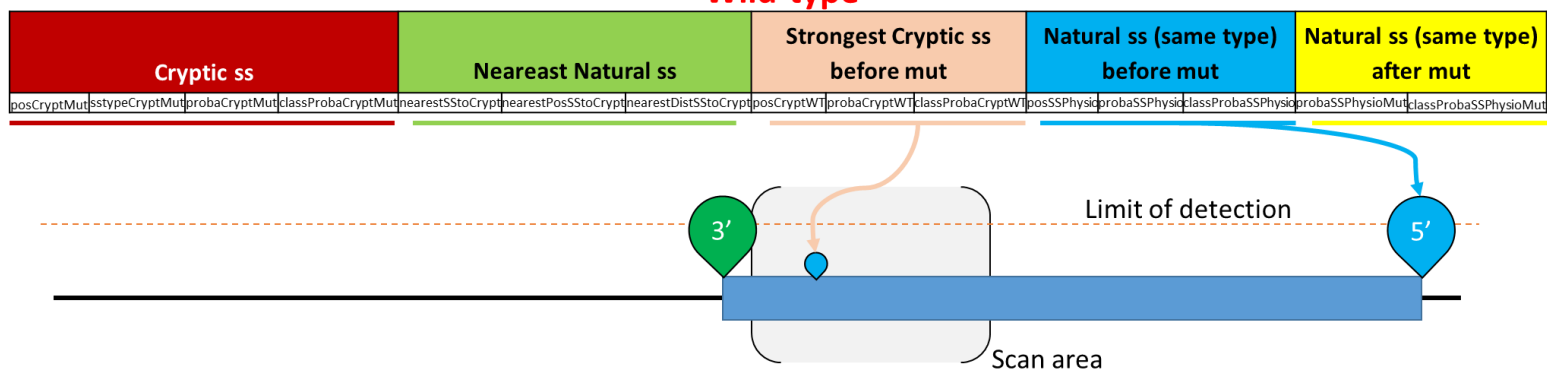 Wild type
Cryptic ss
Neareast Natural ss
Strongest Cryptic ss
before mut
Natural ss (same type)
before mut
Natural ss (same type)
after mut
posCryptMut sstypeCryptMut probaCryptMut classProbaCryptMut nearestSStoCrypt nearestPosSStoCrypt nearestDistSStoCrypt posCryptWT probaCryptWT classProbaCryptWT posSSPhysio probaSSPhysio classProbaSSPhysio probaSSPhysioMut classProbaSSPhysioMut
Limit of detection
3’
5’
Scan area